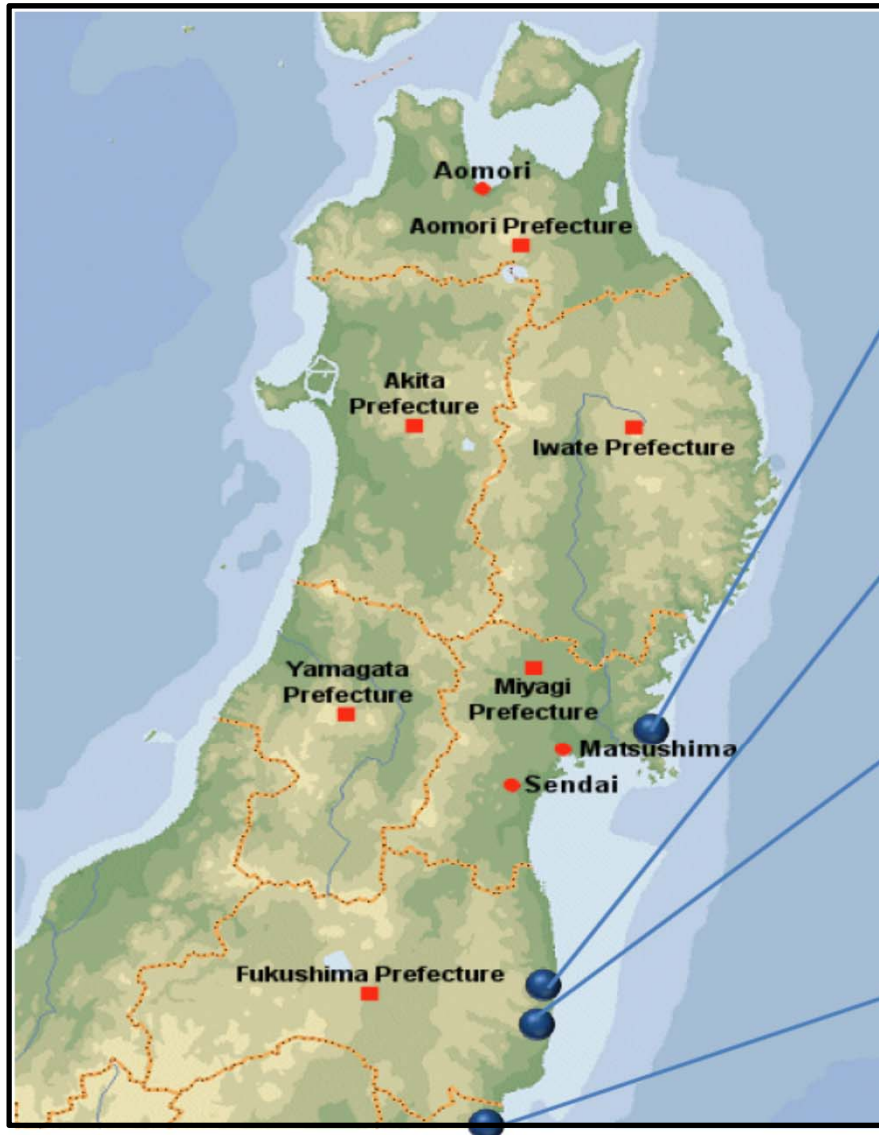 Aomori
Aomori Prefecture
Akita
Prefecture
Iwate Prefecture
Yamagata
Prefecture
Miyagi
Prefecture
Matsushima
Sendai
Fukushima Prefecture